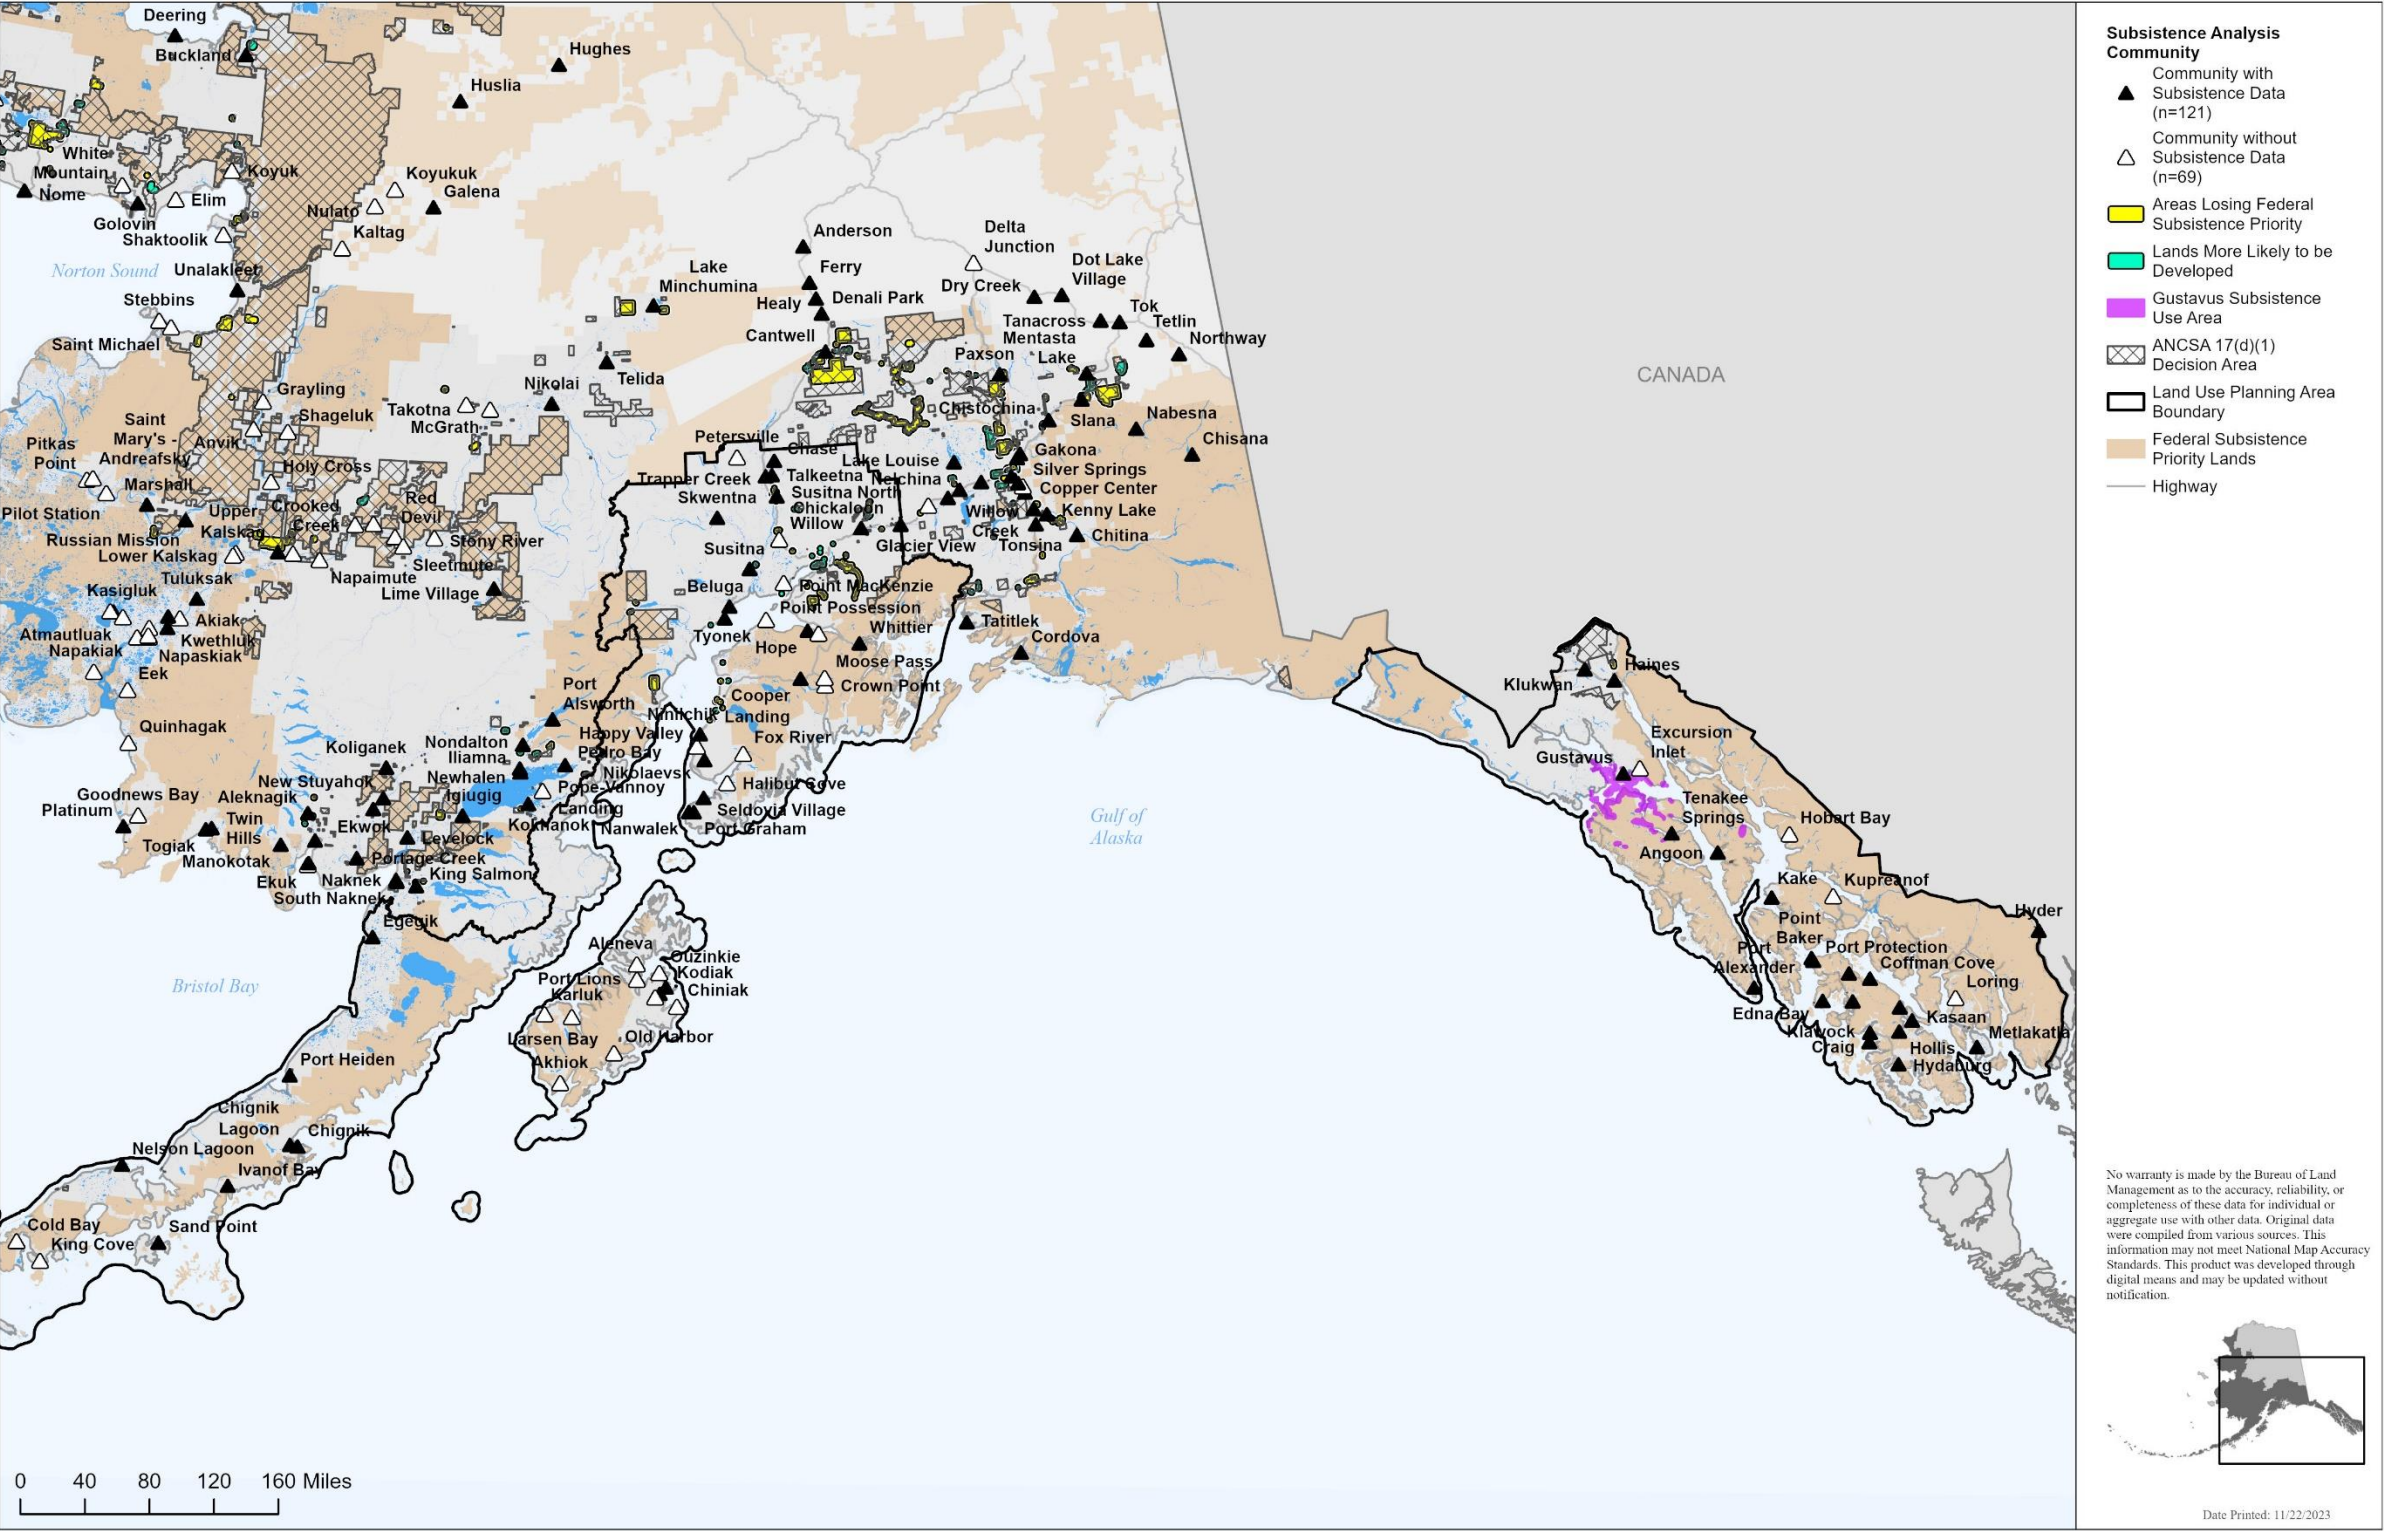 Deering
Buckland
Hughes
Huslia
White
Mountain
Nome
Koyuk
Koyukuk
Galena
Elim
Nulato
Golovin
Shaktoolik
Kaltag
Norton Sound
Unalakleet
Stebbins
Saint Michael
Anderson
Delta
Junction
Lake
Minchumina
Ferry
Dot Lake
Village
Healy
Denali Park
Dry Creek
Cantwell
Tok
Tanacross
Tetlin
Mentasta
Lake
Northway
Paxson
Nikolai
Telida
Grayling
Shageluk
Takotna
McGrath
Chistochina
Slana
Nabesna
Chisana
CANADA
Saint
Mary's -
Andreafsky
Pitkas
Point
Anvik
Holy Cross
Marshall
Pilot Station
Upper
Kalskag
Crooked
Creek
Red
Devil
Russian Mission
Lower Kalskag
Stony River
Sleetmute
Tuluksak
Napaimute
Lime Village
Kasigluk
Petersville
Chase
Lake Louise
Gakona
Trapper Creek
Talkeetna
Nelchina
Silver Springs
Skwentna
Susitna North
Copper Center
Chickaloon
Willow
Willow
Creek
Kenny Lake
Susitna
Glacier View
Tonsina
Chitina
Beluga
Point MacKenzie
Point Possession
Whittier
Tatitlek
Cordova
Tyonek
Hope
Moose Pass
Cooper
Landing
Crown Point
Akiak
Atmautluak
Napakiak
Kwethluk
Napaskiak
Eek
Quinhagak
Port
Alsworth
Ninilchik
Happy Valley
Fox River
Koliganek
Nondalton
Iliamna
Pedro Bay
New Stuyahok
Newhalen
Nikolaevsk
Goodnews Bay
Aleknagik
Igiugig
Pope-Vannoy
Landing
Halibut Cove
Platinum
Twin
Hills
Ekwok
Kokhanok
Nanwalek
Seldovia Village
Port Graham
Togiak
Levelock
Manokotak
Portage Creek
Ekuk
Naknek
King Salmon
South Naknek
Egegik
Bristol Bay
Gulf of
Alaska
Aleneva
Ouzinkie
Kodiak
Chiniak
Port Lions
Karluk
Larsen Bay
Old Harbor
Akhiok
Port Heiden
Chignik
Lagoon
Chignik
Nelson Lagoon
Ivanof Bay
Cold Bay
Sand Point
King Cove
Klukwan
Haines
Excursion
Inlet
Gustavus
Tenakee
Springs
Hobart Bay
Angoon
Kake
Kupreanof
Hyder
Point
Baker
Port
Alexander
Port Protection
Coffman Cove
Loring
Edna Bay
Kasaan
Metlakatla
Klawock
Craig
Hollis
Hydaburg
0 40 80 120 160 Miles
Subsistence Analysis
Community
Community with
Subsistence Data
(n=121)
Community without
Subsistence Data
(n=69)
Areas Losing Federal
Subsistence Priority
Lands More Likely to be
Developed
Gustavus Subsistence
Use Area
ANCSA 17(d)(1)
Decision Area
Land Use Planning Area
Boundary
Federal Subsistence
Priority Lands
Highway
No warranty is made by the Bureau of Land
Management as to the accuracy, reliability, or
completeness of these data for individual or
aggregate use with other data. Original data
were compiled from various sources. This
information may not meet National Map Accuracy
Standards. This product was developed through
digital means and may be updated without
notification.
Date Printed: 11/22/2023